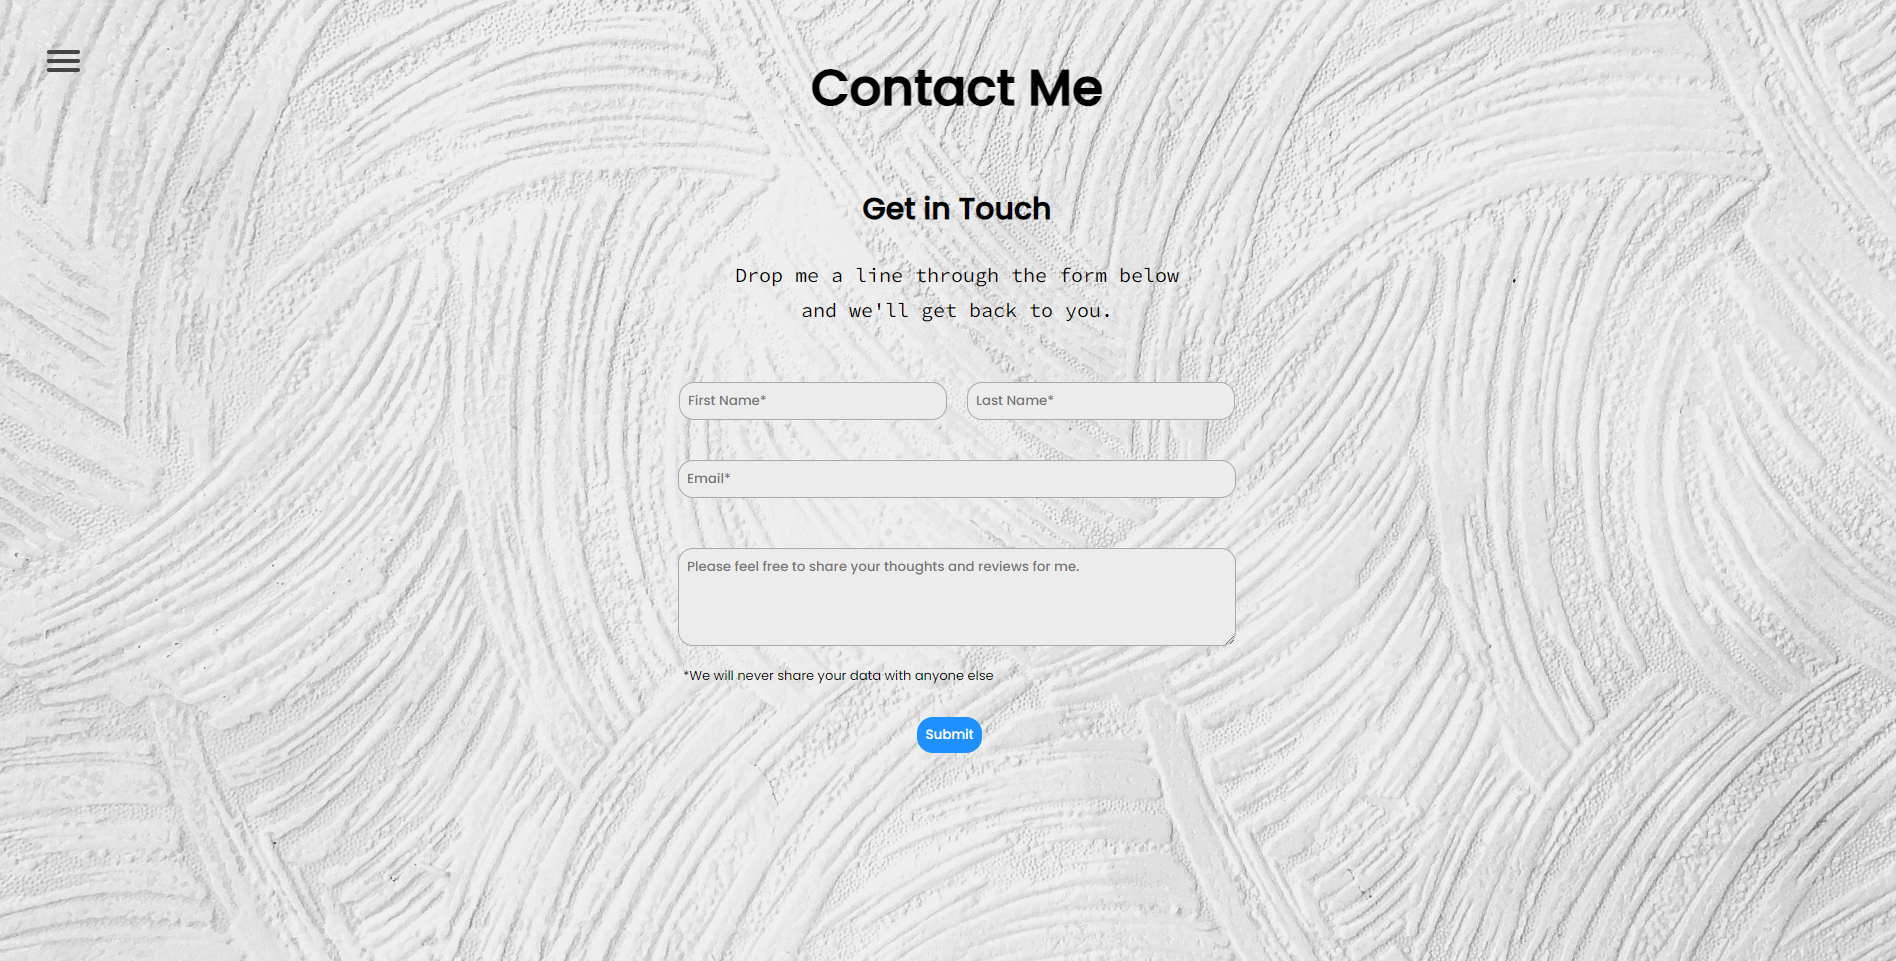 Contact Me
Get in Touch
Drop me a line through the form below
and we'll get back to you.
First Name*
Last Name*
Email*
Please feel free to share your thoughts and reviews for me.
*We will never share your data with anyone else
Submit